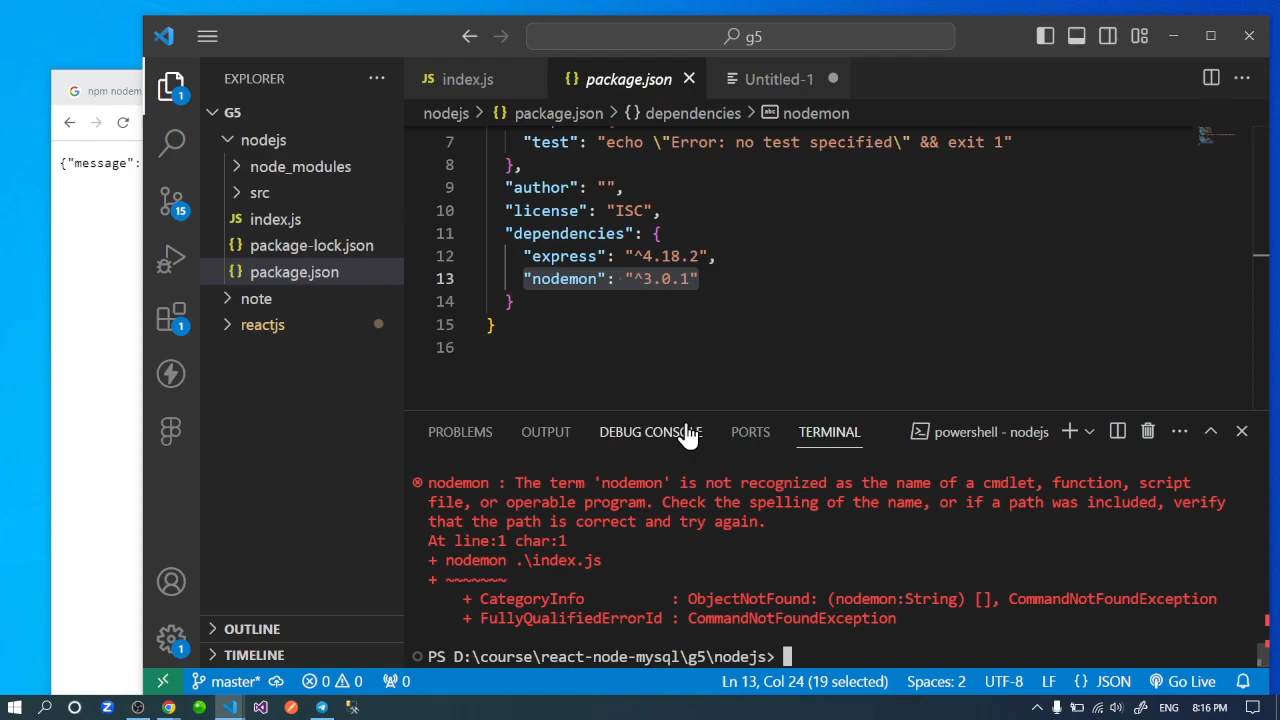 g5
EXPLORER
index.js
package.json
Untitled-1
npm nodem
G5
nodejs
package.json
dependencies
nodemon
nodejs
node_modules
src
index.js
package-lock.json
package.json
note
reactjs
{"message":
7 "test": "echo \"Error: no test specified\" && exit 1"
8 },
9 "author": "",
10 "license": "ISC",
11 "dependencies": {
12 "express": "^4.18.2",
13 "nodemon": "^3.0.1"
14 }
15 }
16
PROBLEMS OUTPUT DEBUG CONSOLE PORTS TERMINAL powershell - nodejs
nodemon : The term 'nodemon' is not recognized as the name of a cmdlet, function, script
file, or operable program. Check the spelling of the name, or if a path was included, verify
that the path is correct and try again.
At line:1 char:1
+ nodemon .\index.js
+ ~~~~~~~
+ CategoryInfo : ObjectNotFound: (nodemon:String) [], CommandNotFoundException
+ FullyQualifiedErrorId : CommandNotFoundException
PS D:\course\react-node-mysql\g5\nodejs>
OUTLINE
TIMELINE
1
15
1
1
master* 0 0 0 Ln 13, Col 24 (19 selected) Spaces: 2 UTF-8 LF {} JSON Go Live
ENG 8:16 PM